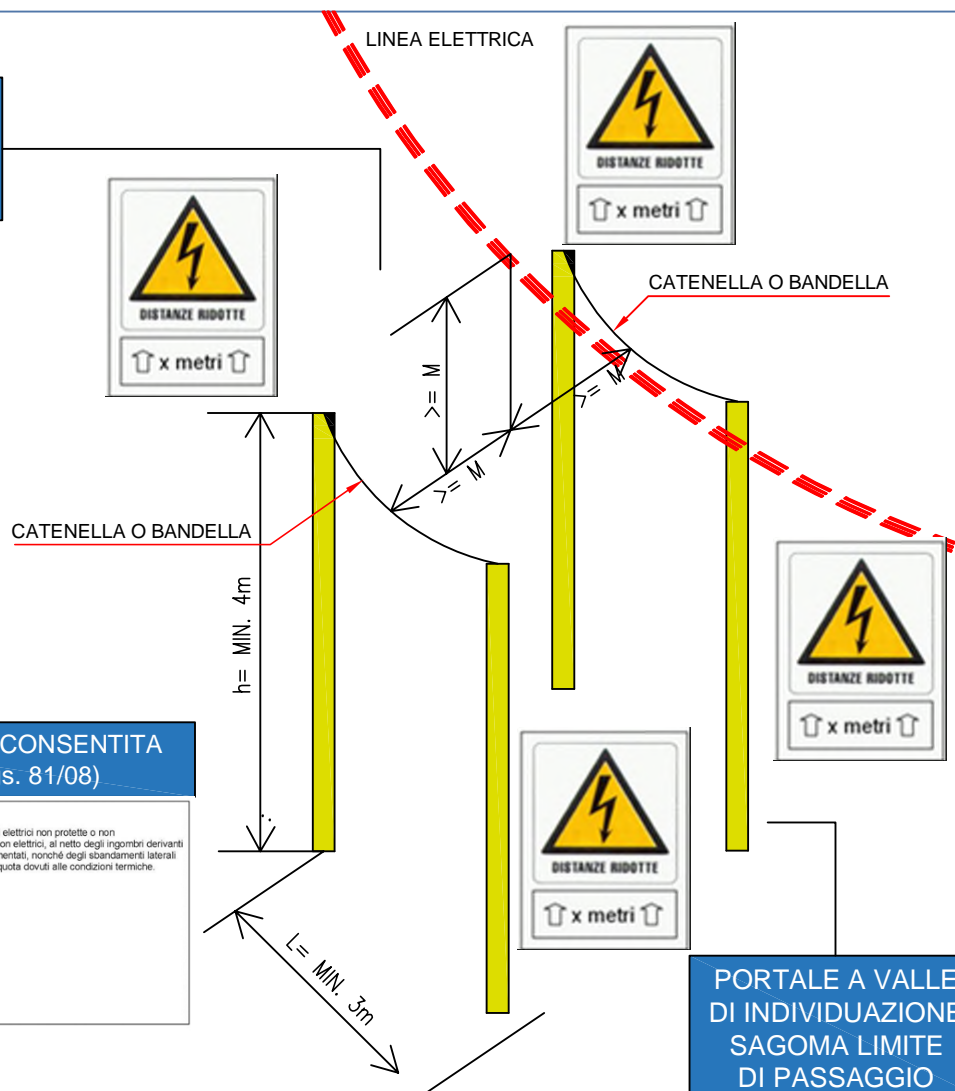 LINEA ELETTRICA
DISTANZE RIDOTTE
⇧ x metri ⇧
DISTANZE RIDOTTE
⇧ x metri ⇧
CATENELLA O BANDELLA
>= M
>= M
>= M
CATENELLA O BANDELLA
h= MIN. 4m
DISTANZE RIDOTTE
⇧ x metri ⇧
CONSENTITA
s. 81/08)
elettrici non protette o non
on elettrici, al netto degli ingombri derivanti
mentati, nonché degli sbandamenti laterali
quota dovuti alle condizioni termiche.
DISTANZE RIDOTTE
⇧ x metri ⇧
L= MIN. 3m
PORTALE A VALLE
DI INDIVIDUAZIONE
SAGOMA LIMITE
DI PASSAGGIO